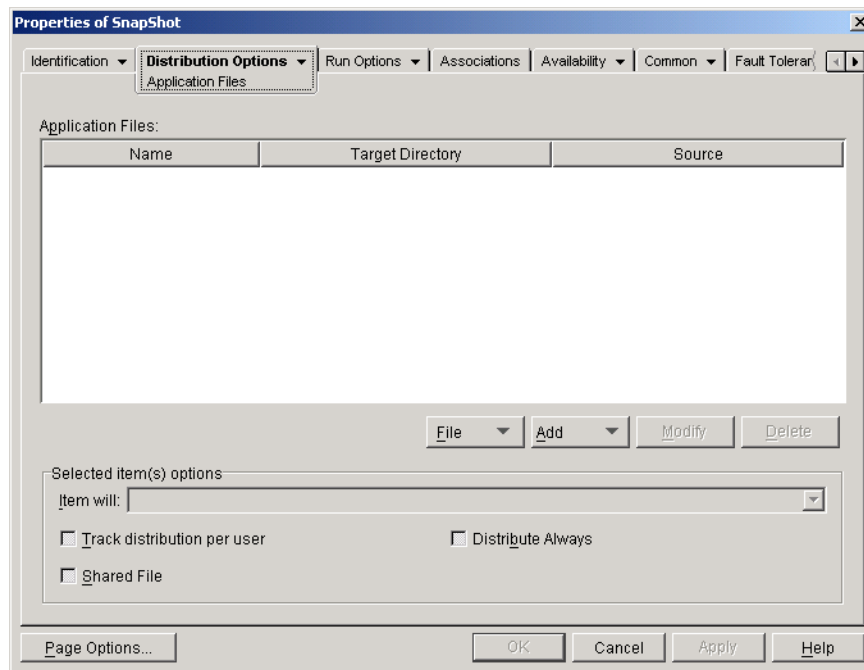 Properties of SnapShot
Identification Distribution Options Run Options Associations Availability Common Fault Toleran
Application Files
Application Files:
Name Target Directory Source
File Add Modify Delete
Selected item(s) options
Item will:
Track distribution per user Distribute Always
Shared File
Page Options... OK Cancel Apply Help